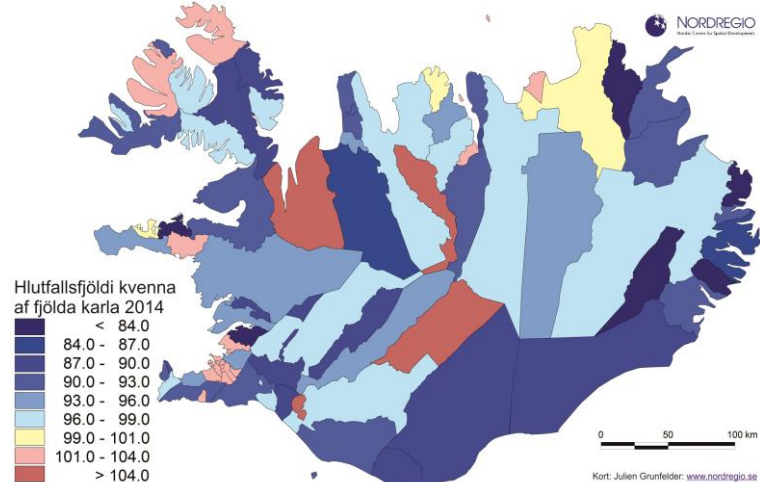 NORDREGIO
Nordic Centre for Spatial Development
Hlutfallsfjöldi kvenna
af fjölda karla 2014
< 84.0
84.0 - 87.0
87.0 - 90.0
90.0 - 93.0
93.0 - 96.0
96.0 - 99.0
99.0 - 101.0
101.0 - 104.0
> 104.0
0 50 100 km
Kort: Julien Grunfelder: www.nordregio.se